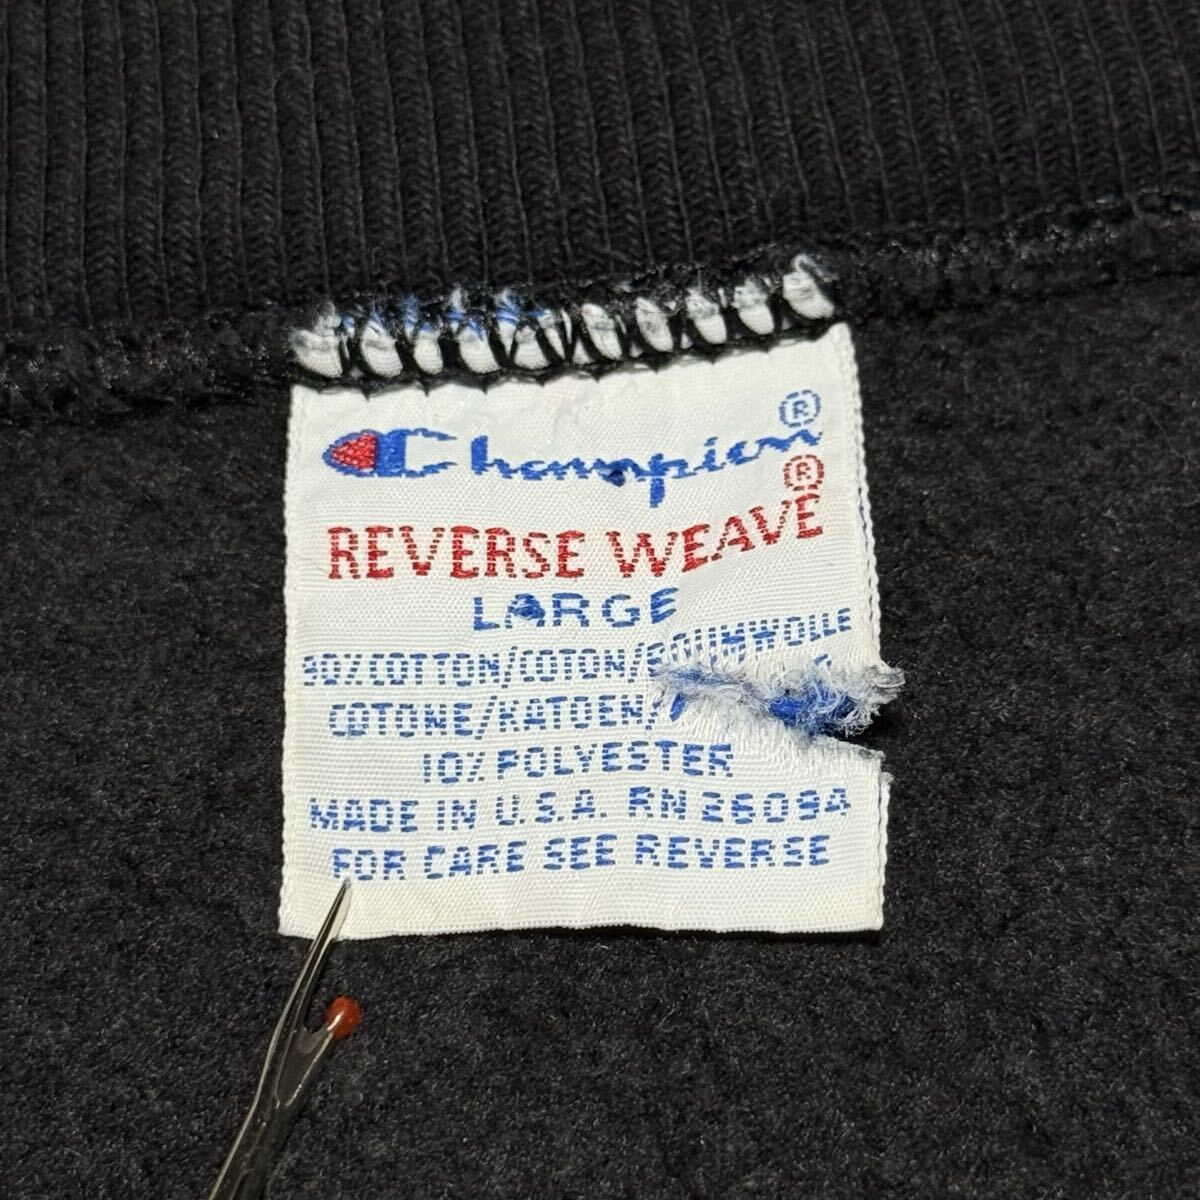 Champion®
REVERSE WEAVE®
LARGE
90% COTTON/COTON/BAUMWOLLE
COTONE/KATOEN/
10% POLYESTER
MADE IN U.S.A. RN 26094
FOR CARE SEE REVERSE